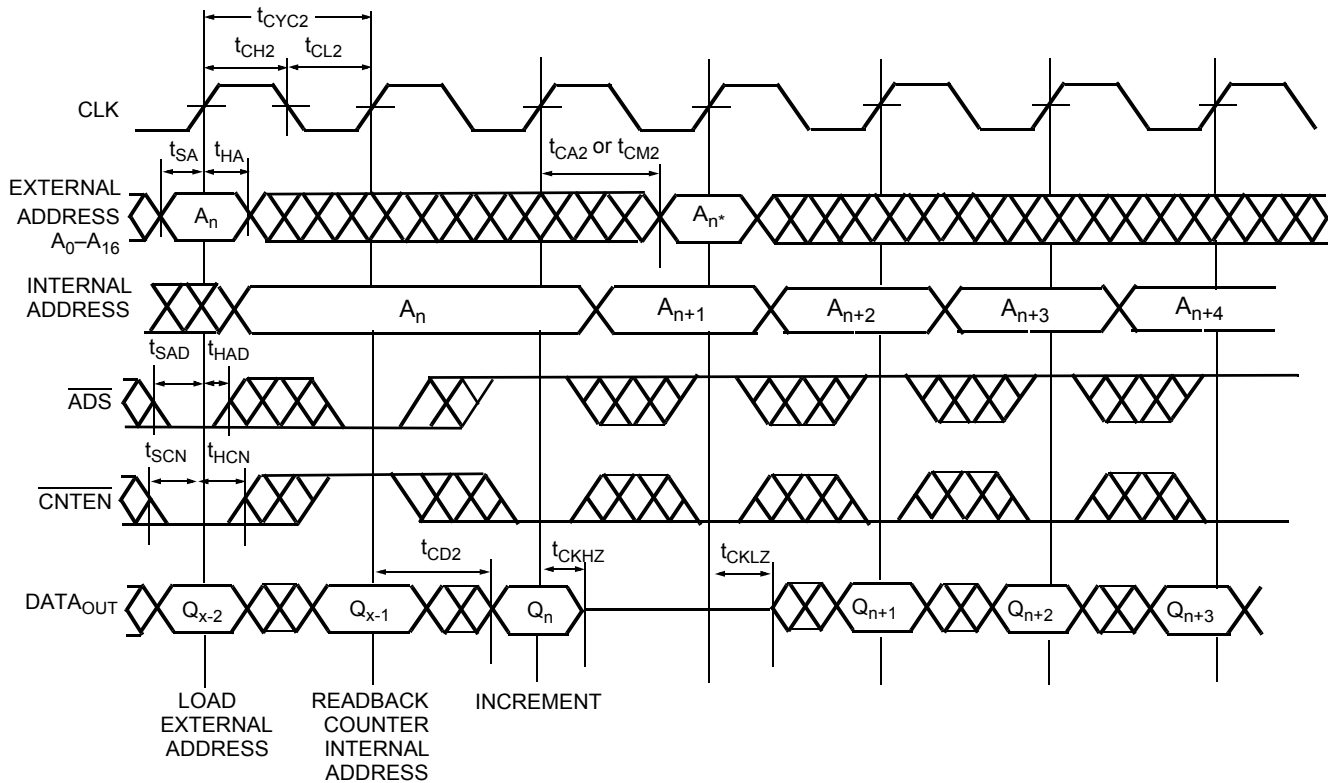 tCYC2
tCH2 tCL2
CLK
tSA tHA tCA2 or tCM2
EXTERNAL
ADDRESS
A0–A16
An An*
INTERNAL
ADDRESS
An An+1 An+2 An+3 An+4
tSAD tHAD
ADS
tSCN tHCN
CNTEN
tCD2 tCKHZ tCKLZ
DATAOUT
Qx-2 Qx-1 Qn Qn+1 Qn+2 Qn+3
LOAD
EXTERNAL
ADDRESS
READBACK
COUNTER
INTERNAL
ADDRESS
INCREMENT